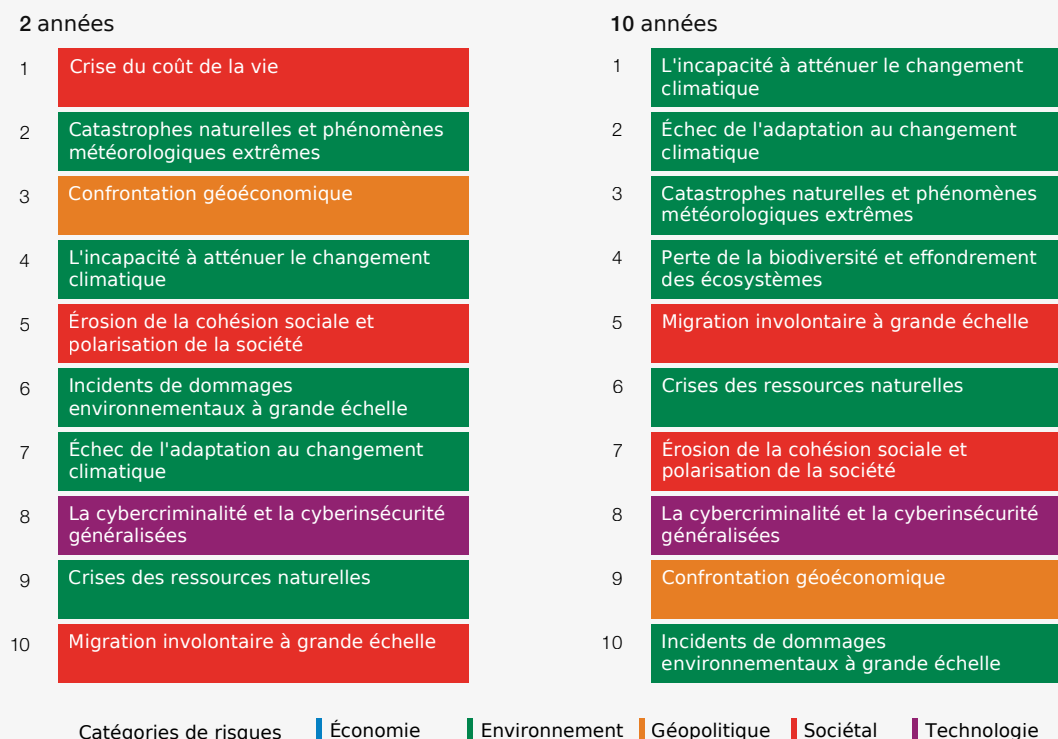 2 années
1 Crise du coût de la vie
2 Catastrophes naturelles et phénomènes
météorologiques extrêmes
3 Confrontation géoéconomique
4 L'incapacité à atténuer le changement
climatique
5 Érosion de la cohésion sociale et
polarisation de la société
6 Incidents de dommages
environnementaux à grande échelle
7 Échec de l'adaptation au changement
climatique
8 La cybercriminalité et la cyberinsécurité
généralisées
9 Crises des ressources naturelles
10 Migration involontaire à grande échelle
10 années
1 L'incapacité à atténuer le changement
climatique
2 Échec de l'adaptation au changement
climatique
3 Catastrophes naturelles et phénomènes
météorologiques extrêmes
4 Perte de la biodiversité et effondrement
des écosystèmes
5 Migration involontaire à grande échelle
6 Crises des ressources naturelles
7 Érosion de la cohésion sociale et
polarisation de la société
8 La cybercriminalité et la cyberinsécurité
généralisées
9 Confrontation géoéconomique
10 Incidents de dommages
environnementaux à grande échelle
Catégories de risques Économie Environnement Géopolitique Sociétal Technologie